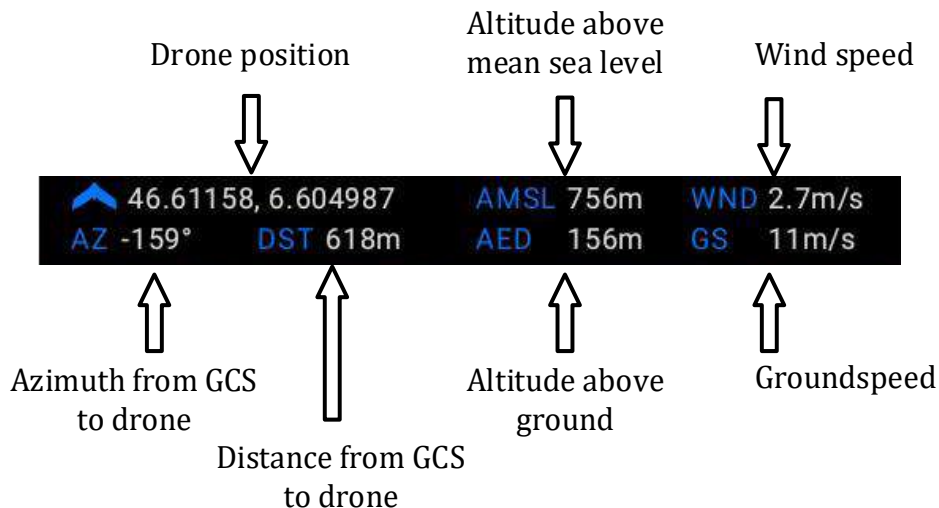 Drone position
Altitude above
mean sea level
Wind speed
46.61158, 6.604987 AMSL 756m WND 2.7m/s
AZ -159° DST 618m AED 156m GS 11m/s
Azimuth from GCS
to drone
Distance from GCS
to drone
Altitude above
ground
Groundspeed